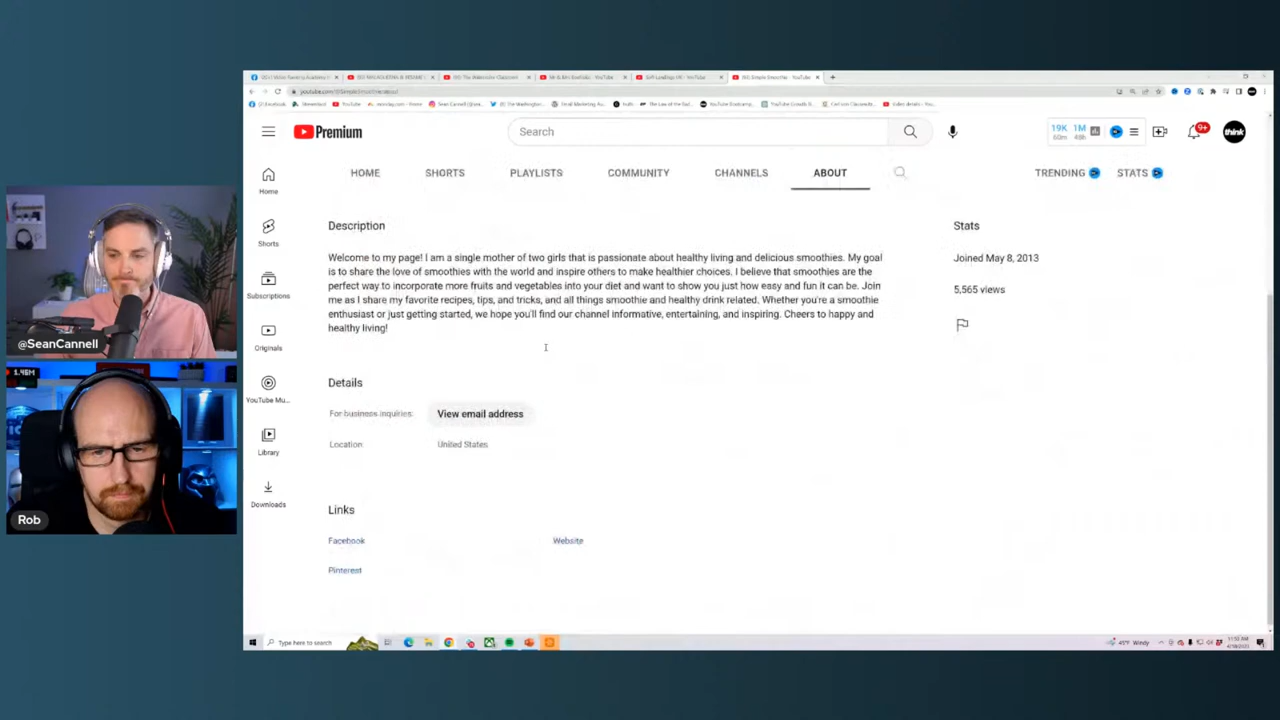 Premium
Search
19K 1M
60m 48h
9+
think
HOME SHORTS PLAYLISTS COMMUNITY CHANNELS ABOUT TRENDING STATS
Home
Shorts
Subscriptions
Originals
YouTube Mu...
Library
Downloads
Description
Welcome to my page! I am a single mother of two girls that is passionate about healthy living and delicious smoothies. My goal
is to share the love of smoothies with the world and inspire others to make healthier choices. I believe that smoothies are the
perfect way to incorporate more fruits and vegetables into your diet and want to show you just how easy and fun it can be. Join
me as I share my favorite recipes, tips, and tricks, and all things smoothie and healthy drink related. Whether you're a smoothie
enthusiast or just getting started, we hope you'll find our channel informative, entertaining, and inspiring. Cheers to happy and
healthy living!
Stats
Joined May 8, 2013
5,565 views
Details
For business inquiries: View email address
Location: United States
Links
Facebook Website
Pinterest
@SeanCannell
Rob
Type here to search